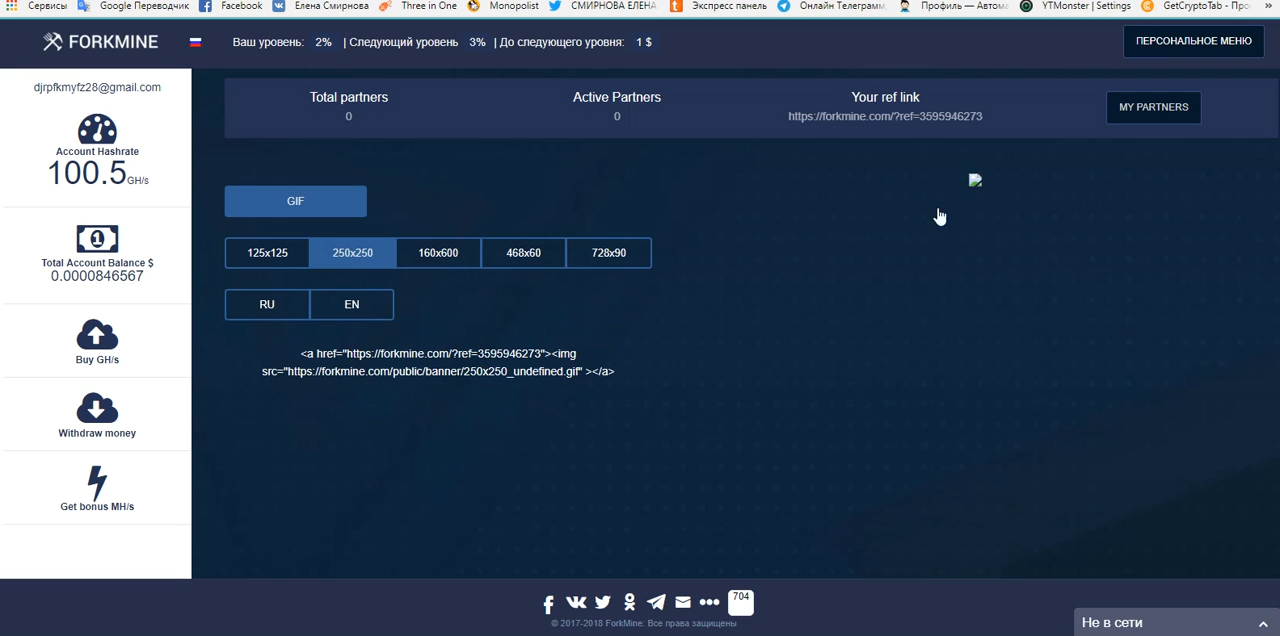 Сервисы Google Переводчик Facebook Елена Смирнова Three in One Monopolist СМИРНОВА ЕЛЕНА Экспресс панель Онлайн Телеграмм. Профиль — Автома YTMonster | Settings GetCryptoTab - Про »
FORKMINE
Ваш уровень: 2% | Следующий уровень 3% | До следующего уровня: 1 $
ПЕРСОНАЛЬНОЕ МЕНЮ
djrpfkmyfz28@gmail.com
Account Hashrate
100.5 GH/s
Total Account Balance $
0.0000846567
Buy GH/s
Withdraw money
Get bonus MH/s
Total partners
0
Active Partners
0
Your ref link
https://forkmine.com/?ref=3595946273
MY PARTNERS
GIF
125x125 250x250 160x600 468x60 728x90
RU EN
<a href="https://forkmine.com/?ref=3595946273"><img
src="https://forkmine.com/public/banner/250x250_undefined.gif" ></a>
704
© 2017-2018 ForkMine: Все права защищены
Не в сети